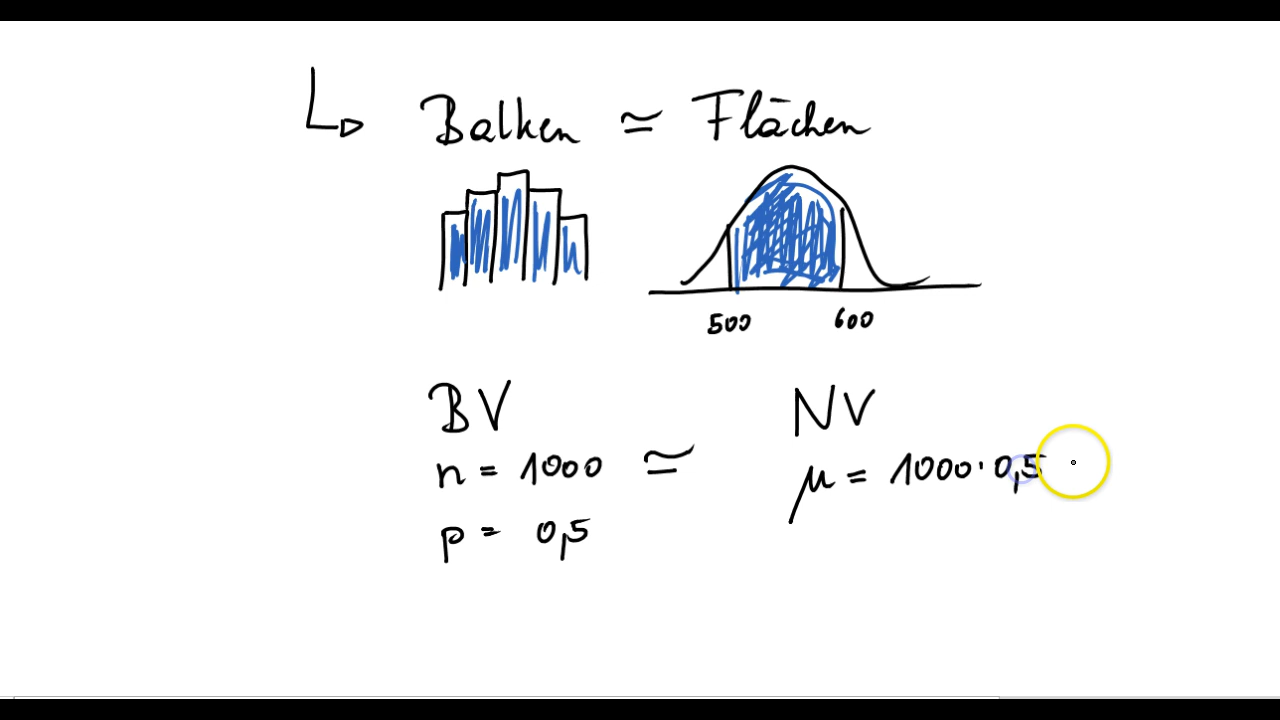 Balken ≃ Flächen
500 600
BV NV
n = 1000 ≃ μ = 1000·0,5
p = 0,5